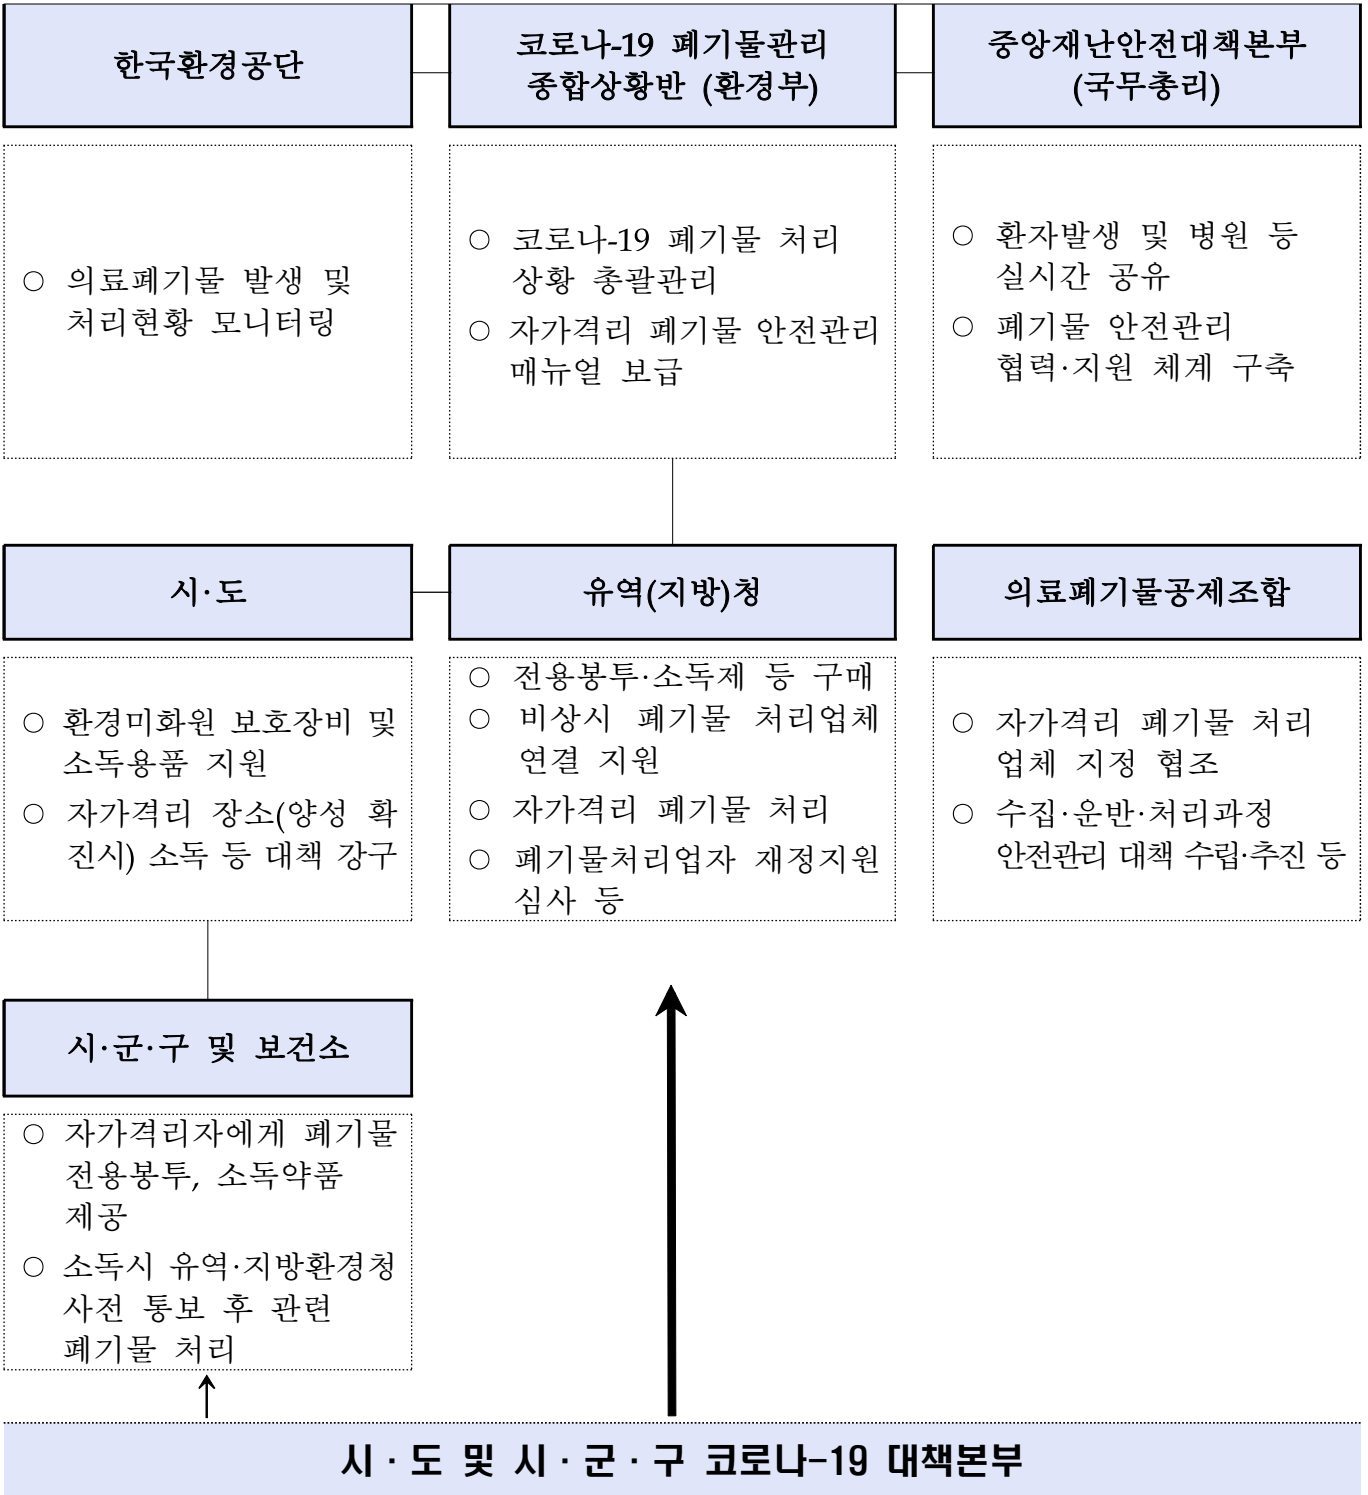 한국환경공단
코로나-19 폐기물관리
종합상황반 (환경부)
중앙재난안전대책본부
(국무총리)
○ 의료폐기물 발생 및
처리현황 모니터링
○ 코로나-19 폐기물 처리
상황 총괄관리
○ 자가격리 폐기물 안전관리
매뉴얼 보급
○ 환자발생 및 병원 등
실시간 공유
○ 폐기물 안전관리
협력·지원 체계 구축
시·도
유역(지방)청
의료폐기물공제조합
○ 환경미화원 보호장비 및
소독용품 지원
○ 자가격리 장소(양성 확
진시) 소독 등 대책 강구
○ 전용봉투·소독제 등 구매
○ 비상시 폐기물 처리업체
연결 지원
○ 자가격리 폐기물 처리
○ 폐기물처리업자 재정지원
심사 등
○ 자가격리 폐기물 처리
업체 지정 협조
○ 수집·운반·처리과정
안전관리 대책 수립·추진 등
시·군·구 및 보건소
○ 자가격리자에게 폐기물
전용봉투, 소독약품
제공
○ 소독시 유역·지방환경청
사전 통보 후 관련
폐기물 처리
시·도 및 시·군·구 코로나-19 대책본부